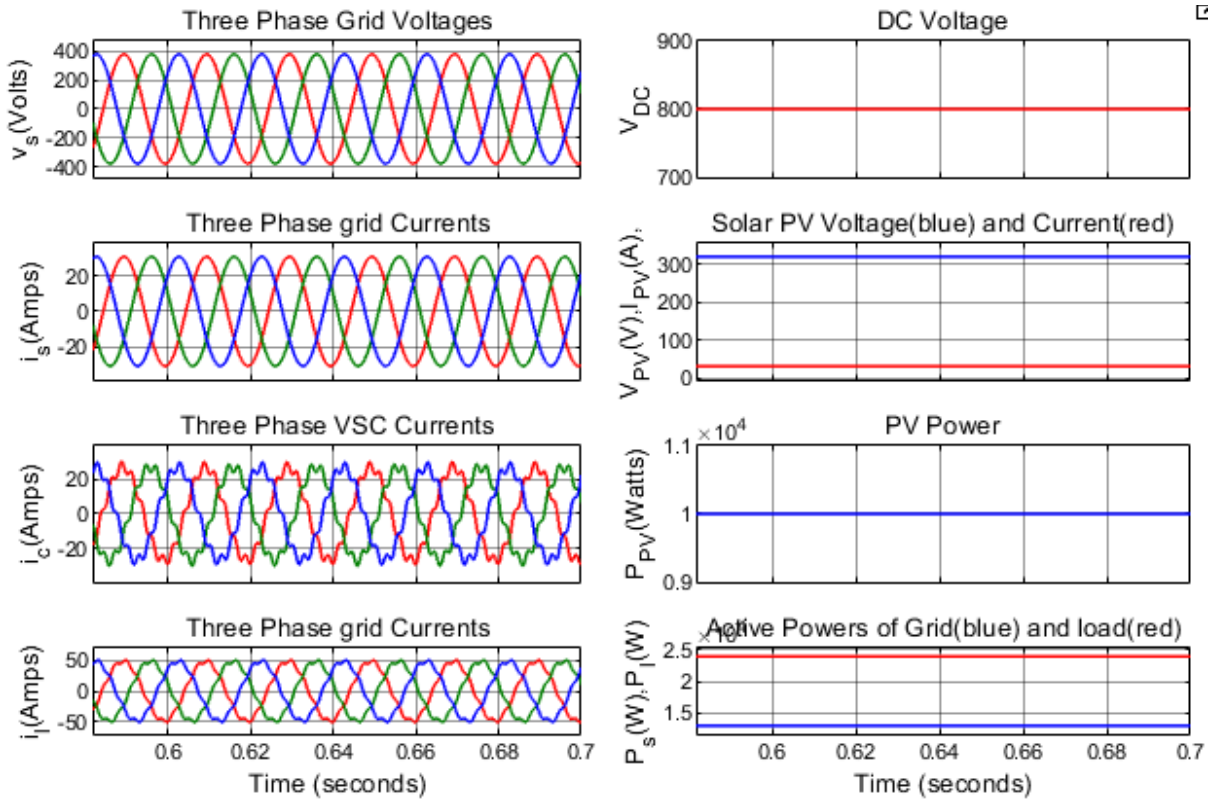 Three Phase Grid Voltages
v_s(Volts)
400
200
0
-200
-400
Three Phase grid Currents
i_s(Amps)
20
0
-20
Three Phase VSC Currents
i_c(Amps)
20
0
-20
Three Phase grid Currents
i_l(Amps)
50
0
-50
0.6 0.62 0.64 0.66 0.68 0.7
Time (seconds)
DC Voltage
V_DC
900
800
700
Solar PV Voltage(blue) and Current(red)
V_PV(V),I_PV(A),
300
200
100
0
PV Power
× 10^4
P_PV(Watts)
1.1
1
0.9
Active Powers of Grid(blue) and load(red)
P_s(W),P_l(W)
2.5
2
1.5
0.6 0.62 0.64 0.66 0.68 0.7
Time (seconds)